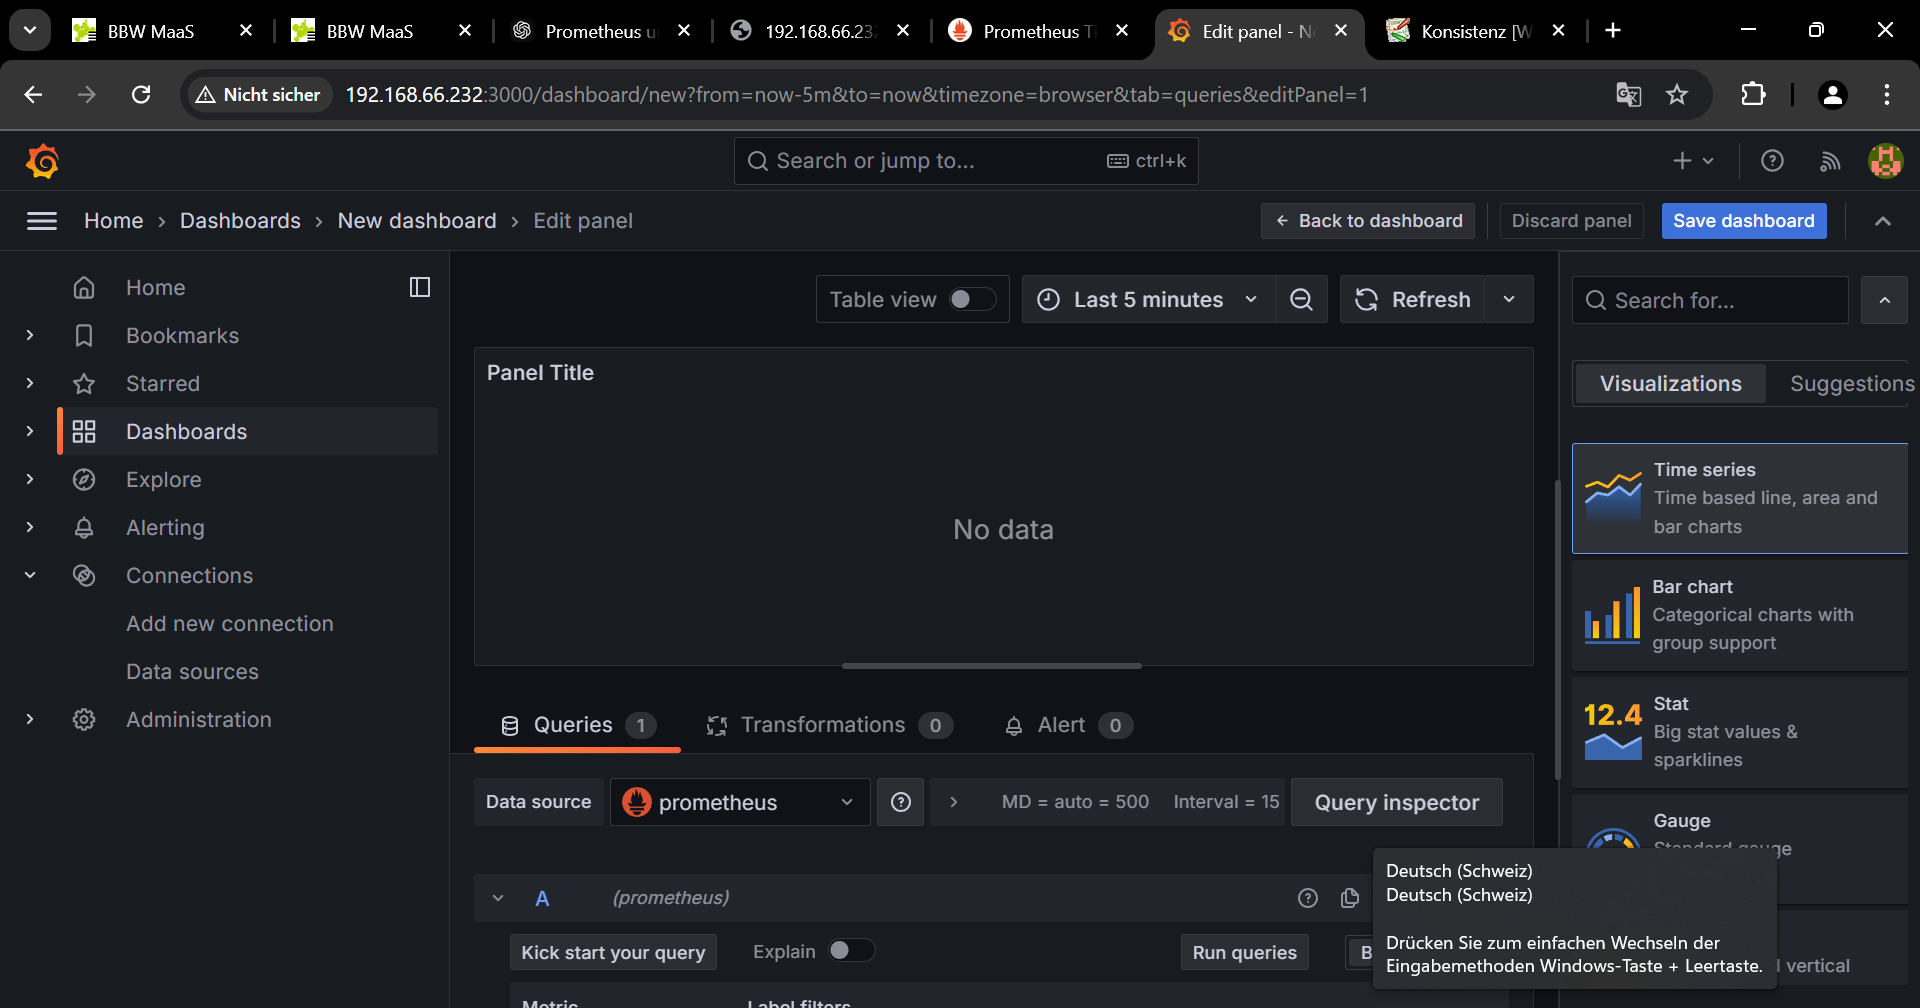 BBW MaaS
BBW MaaS
Prometheus u
192.168.66.232
Prometheus Ti
Edit panel - N
Konsistenz [W
Nicht sicher
192.168.66.232:3000/dashboard/new?from=now-5m&to=now&timezone=browser&tab=queries&editPanel=1
Search or jump to...
ctrl+k
Home
Dashboards
New dashboard
Edit panel
Back to dashboard
Discard panel
Save dashboard
Home
Bookmarks
Starred
Dashboards
Explore
Alerting
Connections
Add new connection
Data sources
Administration
Table view
Last 5 minutes
Refresh
Panel Title
No data
Queries 1
Transformations 0
Alert 0
Data source
prometheus
MD = auto = 500
Interval = 15
Query inspector
A
(prometheus)
Kick start your query
Explain
Run queries
B
Metric
Label filters
Search for...
Visualizations
Suggestions
Time series
Time based line, area and
bar charts
Bar chart
Categorical charts with
group support
12.4
Stat
Big stat values &
sparklines
Gauge
Standard gauge
vertical
Deutsch (Schweiz)
Deutsch (Schweiz)
Drücken Sie zum einfachen Wechseln der
Eingabemethoden Windows-Taste + Leertaste.